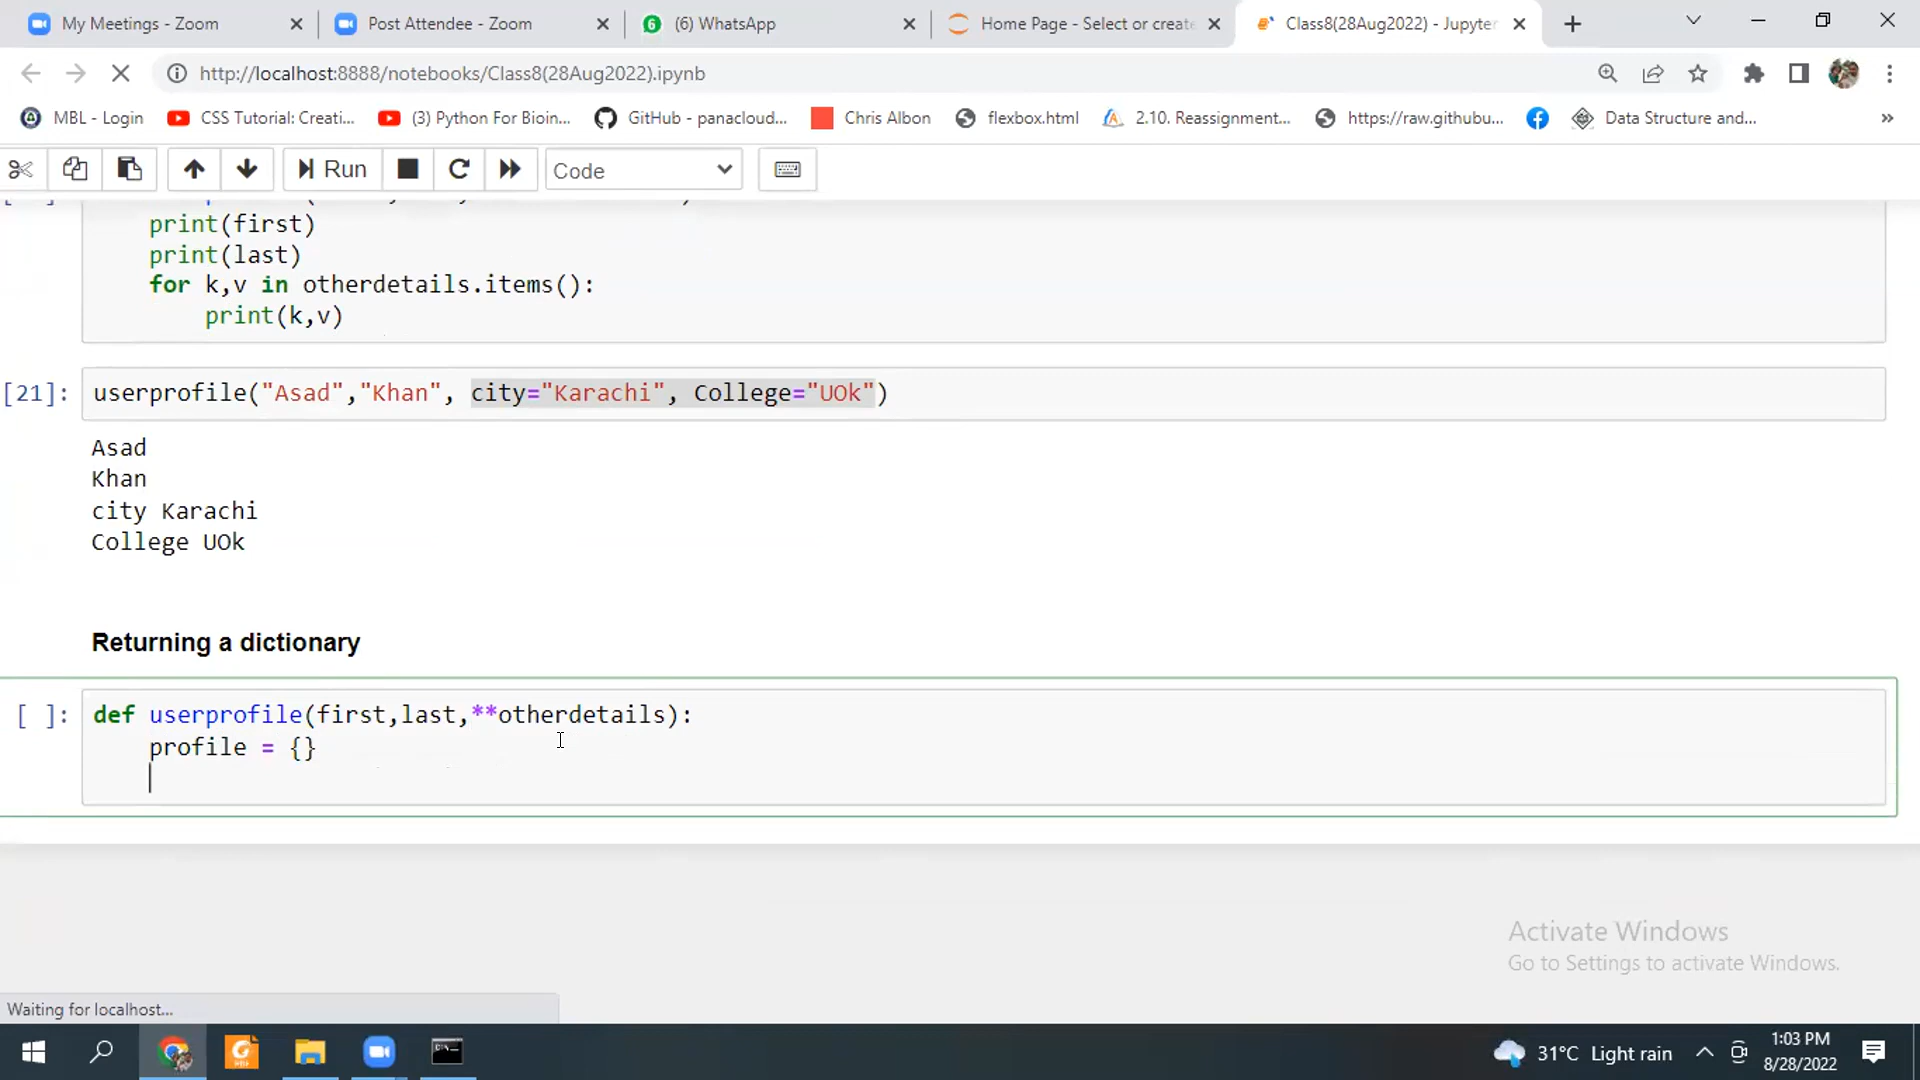 My Meetings - Zoom
Post Attendee - Zoom
(6) WhatsApp
Home Page - Select or create
Class8(28Aug2022) - Jupyter
http://localhost:8888/notebooks/Class8(28Aug2022).ipynb
MBL - Login
CSS Tutorial: Creati...
(3) Python For Bioin...
GitHub - panacloud...
Chris Albon
flexbox.html
2.10. Reassignment...
https://raw.githubu...
Data Structure and...
»
Run
Code
print(first)
print(last)
for k,v in otherdetails.items():
print(k,v)
[21]: userprofile("Asad","Khan", city="Karachi", College="UOk")
Asad
Khan
city Karachi
College UOk
Returning a dictionary
[ ]: def userprofile(first,last,**otherdetails):
profile = {}
Activate Windows
Go to Settings to activate Windows.
Waiting for localhost...
31°C Light rain
1:03 PM
8/28/2022